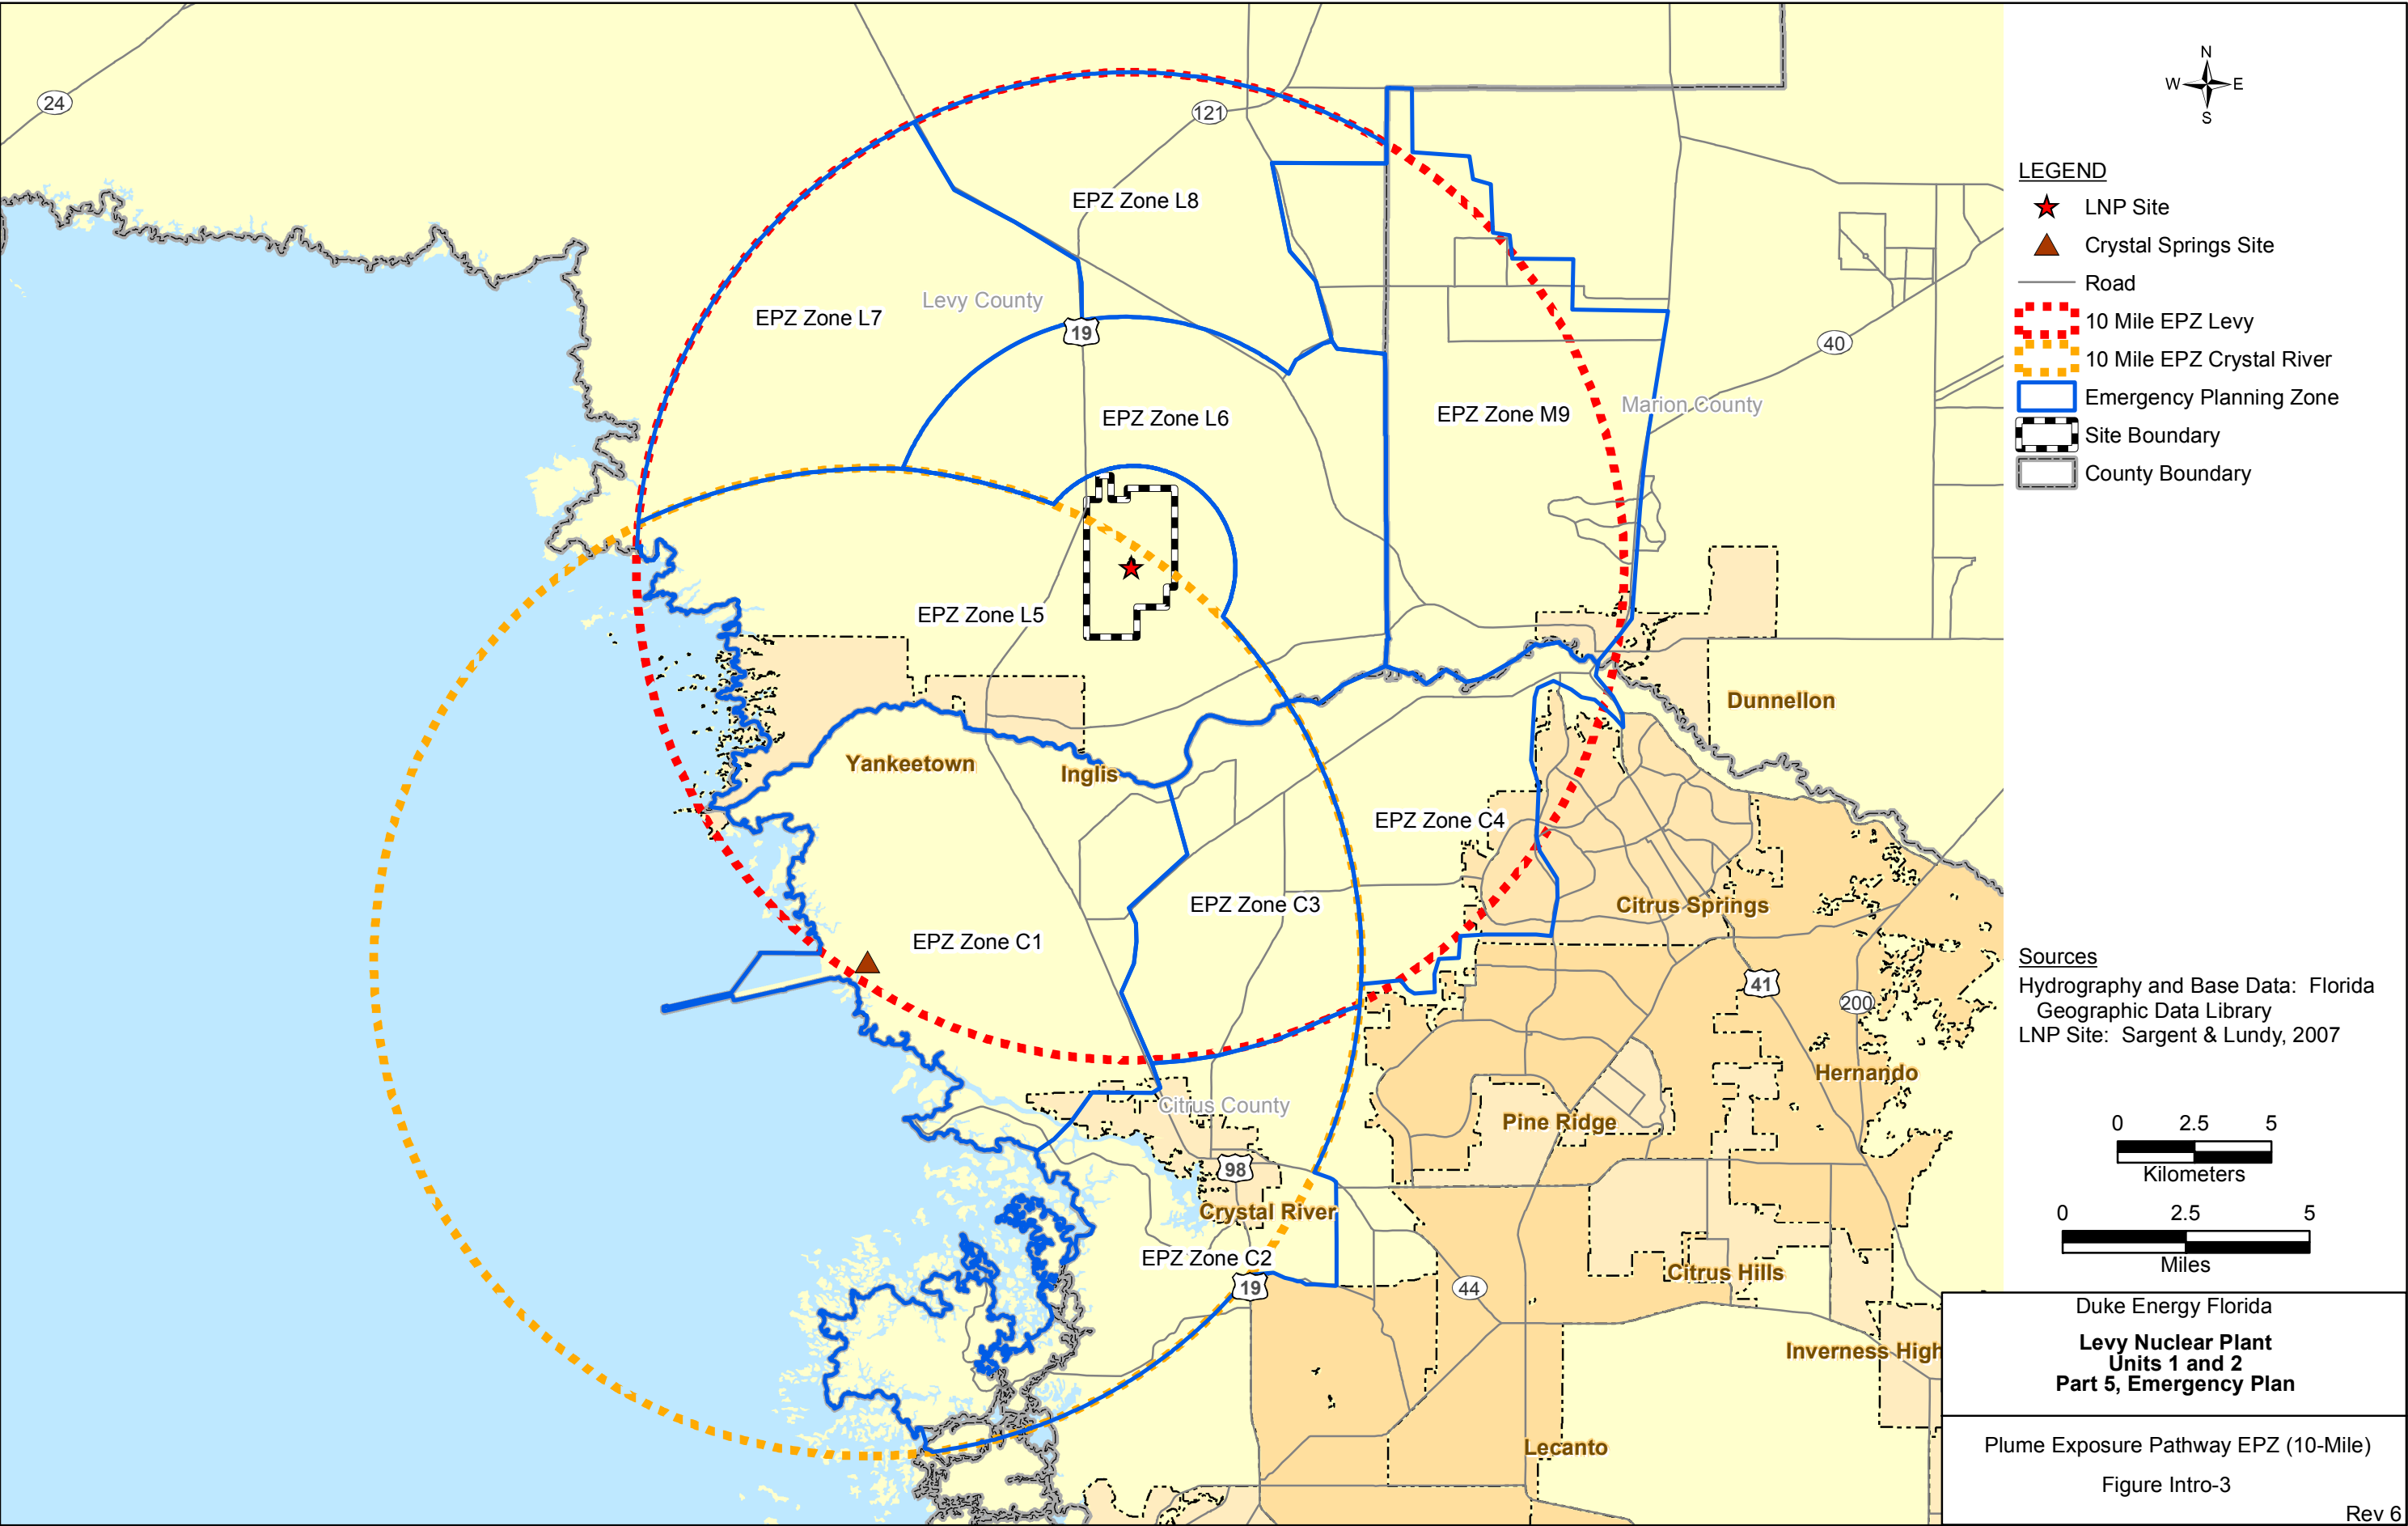 24
121
EPZ Zone L8
Levy County
EPZ Zone L7
19
40
EPZ Zone L6
EPZ Zone M9
Marion County
EPZ Zone L5
Dunnellon
Yankeetown
Inglis
EPZ Zone C4
EPZ Zone C3
Citrus Springs
EPZ Zone C1
41
200
Hernando
Citrus County
Pine Ridge
98
Crystal River
EPZ Zone C2
Citrus Hills
19
44
Inverness High
Lecanto
N
W E
S
LEGEND
LNP Site
Crystal Springs Site
Road
10 Mile EPZ Levy
10 Mile EPZ Crystal River
Emergency Planning Zone
Site Boundary
County Boundary
Sources
Hydrography and Base Data: Florida
Geographic Data Library
LNP Site: Sargent & Lundy, 2007
0 2.5 5
Kilometers
0 2.5 5
Miles
Duke Energy Florida
Levy Nuclear Plant
Units 1 and 2
Part 5, Emergency Plan
Plume Exposure Pathway EPZ (10-Mile)
Figure Intro-3
Rev 6